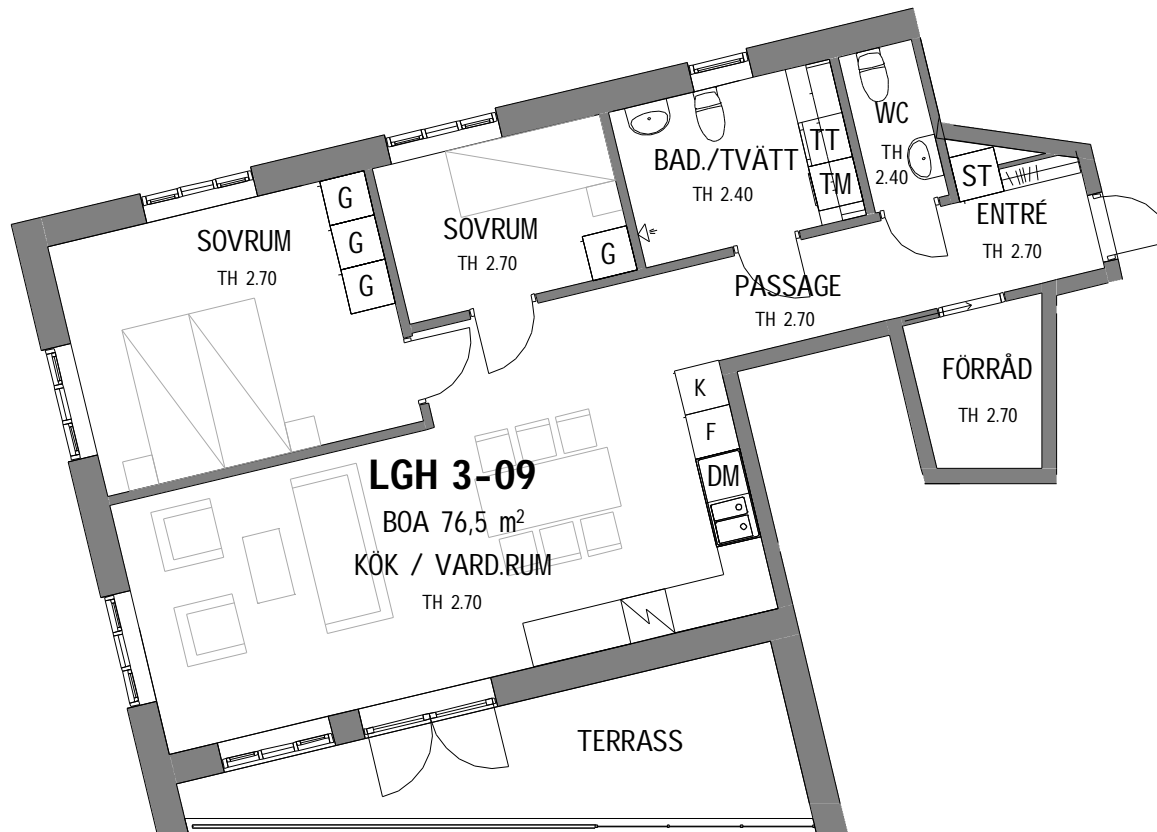 WC
TH
2.40
TT
BAD./TVÄTT
TH 2.40
TM
ST
ENTRÉ
TH 2.70
G
G
G
SOVRUM
TH 2.70
SOVRUM
TH 2.70
G
PASSAGE
TH 2.70
FÖRRÅD
TH 2.70
K
F
DM
LGH 3-09
BOA 76,5 m²
KÖK / VARD.RUM
TH 2.70
TERRASS